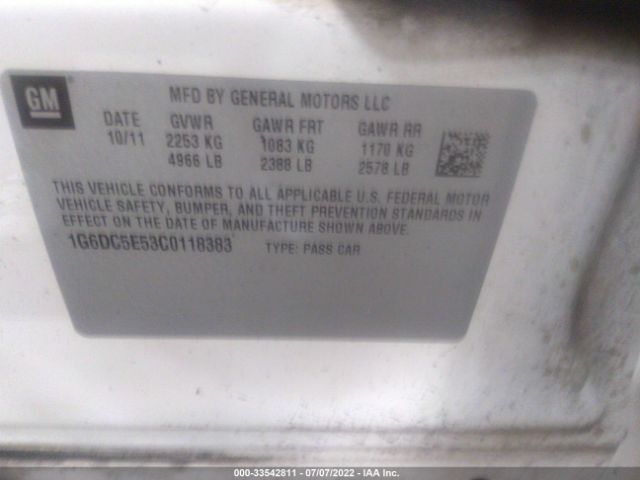 GM
MFD BY GENERAL MOTORS LLC
DATE GVWR GAWR FRT GAWR RR
10/11 2253 KG 1083 KG 1170 KG
4966 LB 2388 LB 2578 LB
THIS VEHICLE CONFORMS TO ALL APPLICABLE U.S. FEDERAL MOTOR
VEHICLE SAFETY, BUMPER, AND THEFT PREVENTION STANDARDS IN
EFFECT ON THE DATE OF MANUFACTURE SHOWN ABOVE.
1G6DC5E53C0118383 TYPE: PASS CAR
000-33542811 - 07/07/2022 - IAA Inc.